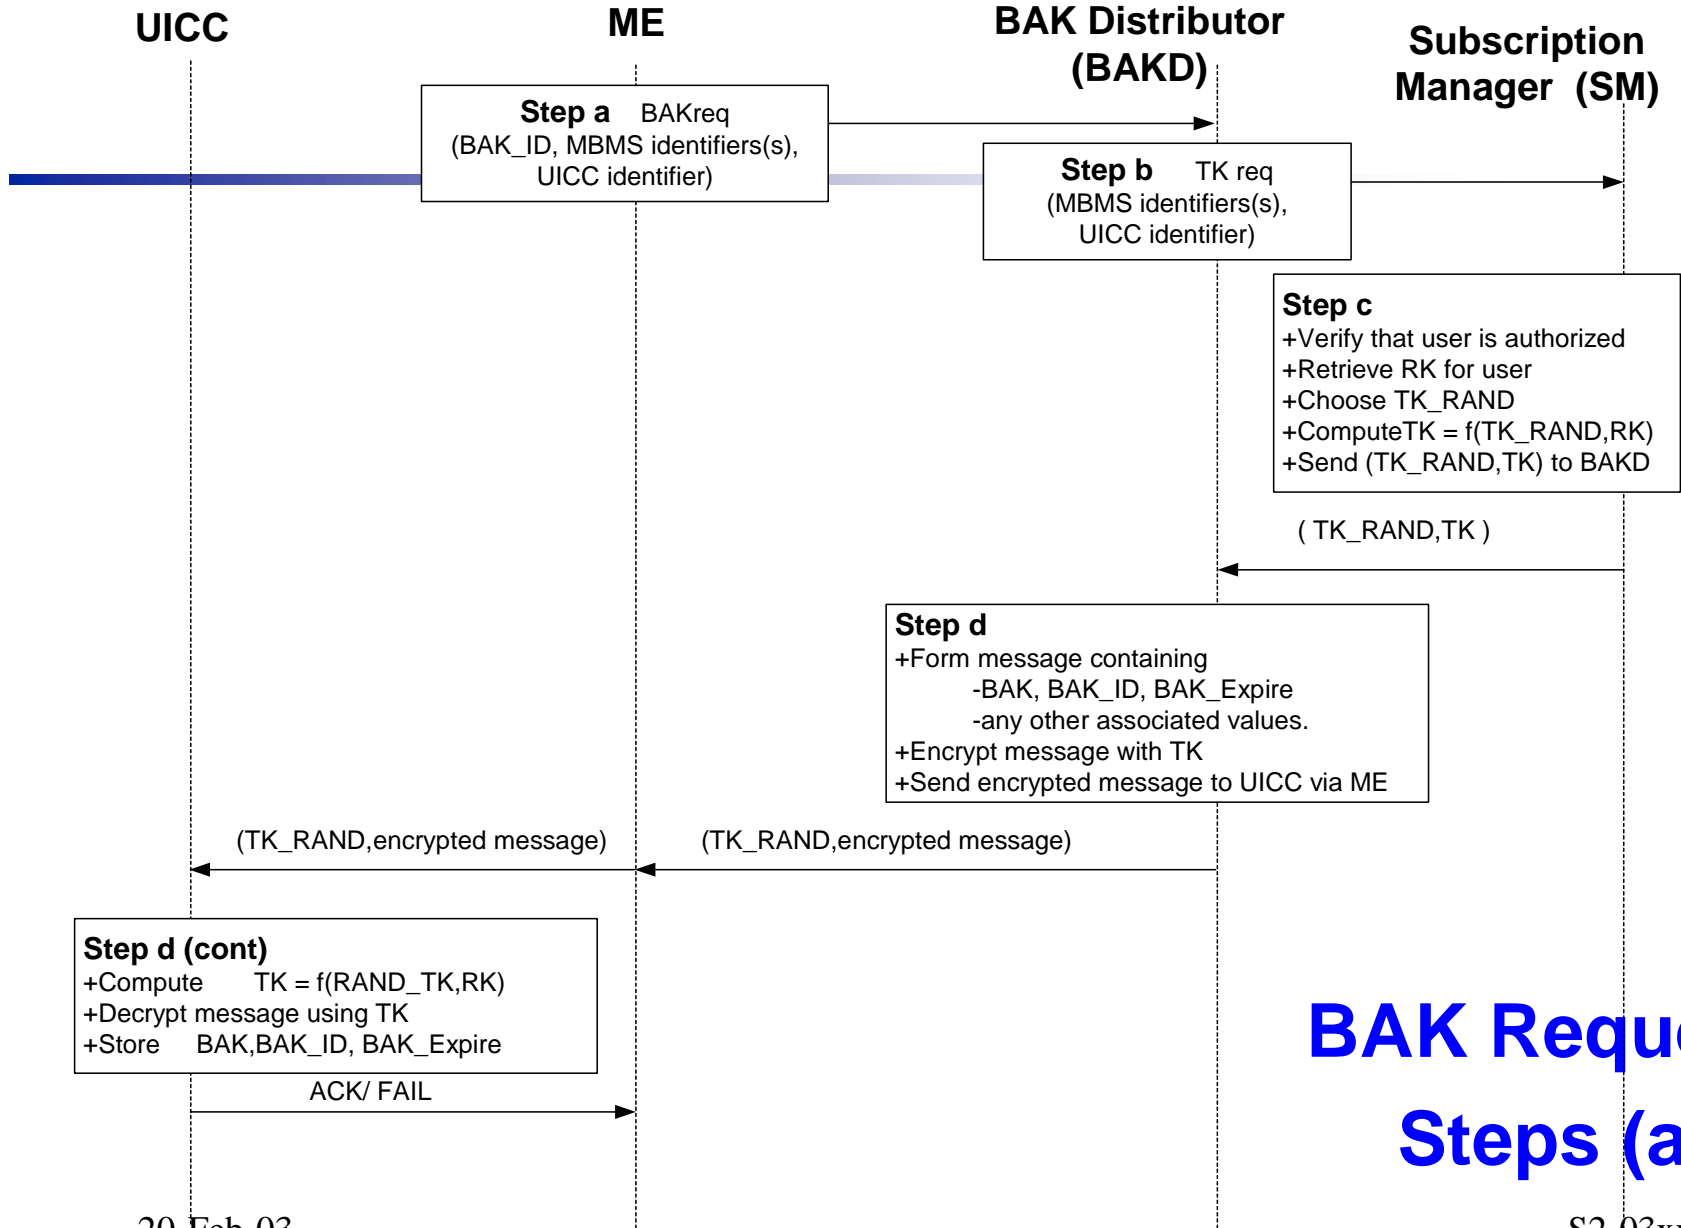 UICC
ME
BAK Distributor
(BAKD)
Subscription
Manager (SM)
Step a BAKreq
(BAK_ID, MBMS identifiers(s),
UICC identifier)
Step b TK req
(MBMS identifiers(s),
UICC identifier)
Step c
+Verify that user is authorized
+Retrieve RK for user
+Choose TK_RAND
+ComputeTK = f(TK_RAND,RK)
+Send (TK_RAND,TK) to BAKD
( TK_RAND,TK )
Step d
+Form message containing
-BAK, BAK_ID, BAK_Expire
-any other associated values.
+Encrypt message with TK
+Send encrypted message to UICC via ME
(TK_RAND,encrypted message)
(TK_RAND,encrypted message)
Step d (cont)
+Compute TK = f(RAND_TK,RK)
+Decrypt message using TK
+Store BAK,BAK_ID, BAK_Expire
ACK/ FAIL
BAK
Steps (a
20-Feb-03